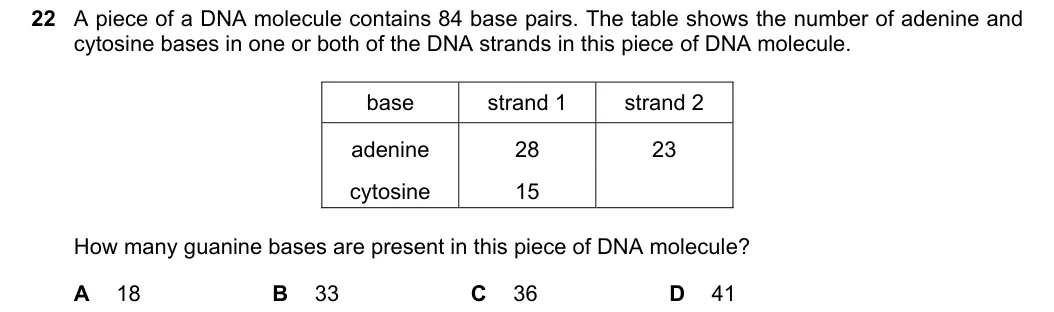 22 A piece of a DNA molecule contains 84 base pairs. The table shows the number of adenine and
cytosine bases in one or both of the DNA strands in this piece of DNA molecule.
base strand 1 strand 2
adenine 28 23
cytosine 15
How many guanine bases are present in this piece of DNA molecule?
A 18 B 33 C 36 D 41